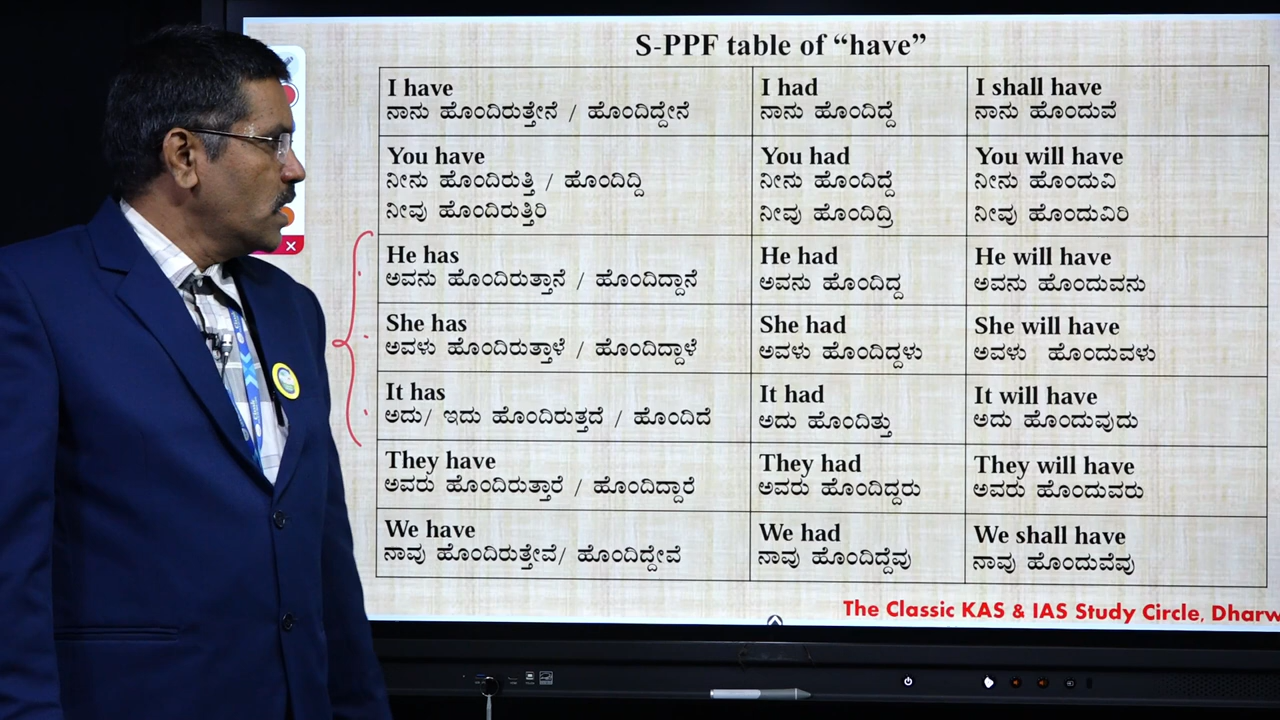 S-PPF table of “have”
I have
ನಾನು ಹೊಂದಿರುತ್ತೇನೆ / ಹೊಂದಿದ್ದೇನೆ
I had
ನಾನು ಹೊಂದಿದ್ದೆ
I shall have
ನಾನು ಹೊಂದುವೆ
You have
ನೀನು ಹೊಂದಿರುತ್ತಿ / ಹೊಂದಿದ್ದಿ
ನೀವು ಹೊಂದಿರುತ್ತಿರಿ
You had
ನೀನು ಹೊಂದಿದ್ದೆ
ನೀವು ಹೊಂದಿದ್ರಿ
You will have
ನೀನು ಹೊಂದುವಿ
ನೀವು ಹೊಂದುವಿರಿ
He has
ಅವನು ಹೊಂದಿರುತ್ತಾನೆ / ಹೊಂದಿದ್ದಾನೆ
He had
ಅವನು ಹೊಂದಿದ್ದ
He will have
ಅವನು ಹೊಂದುವನು
She has
ಅವಳು ಹೊಂದಿರುತ್ತಾಳೆ / ಹೊಂದಿದ್ದಾಳೆ
She had
ಅವಳು ಹೊಂದಿದ್ದಳು
She will have
ಅವಳು ಹೊಂದುವಳು
It has
ಅದು/ ಇದು ಹೊಂದಿರುತ್ತದೆ / ಹೊಂದಿದೆ
It had
ಅದು ಹೊಂದಿತ್ತು
It will have
ಅದು ಹೊಂದುವುದು
They have
ಅವರು ಹೊಂದಿರುತ್ತಾರೆ / ಹೊಂದಿದ್ದಾರೆ
They had
ಅವರು ಹೊಂದಿದ್ದರು
They will have
ಅವರು ಹೊಂದುವರು
We have
ನಾವು ಹೊಂದಿರುತ್ತೇವೆ/ ಹೊಂದಿದ್ದೇವೆ
We had
ನಾವು ಹೊಂದಿದ್ದೆವು
We shall have
ನಾವು ಹೊಂದುವೆವು
The Classic KAS & IAS Study Circle, Dharw